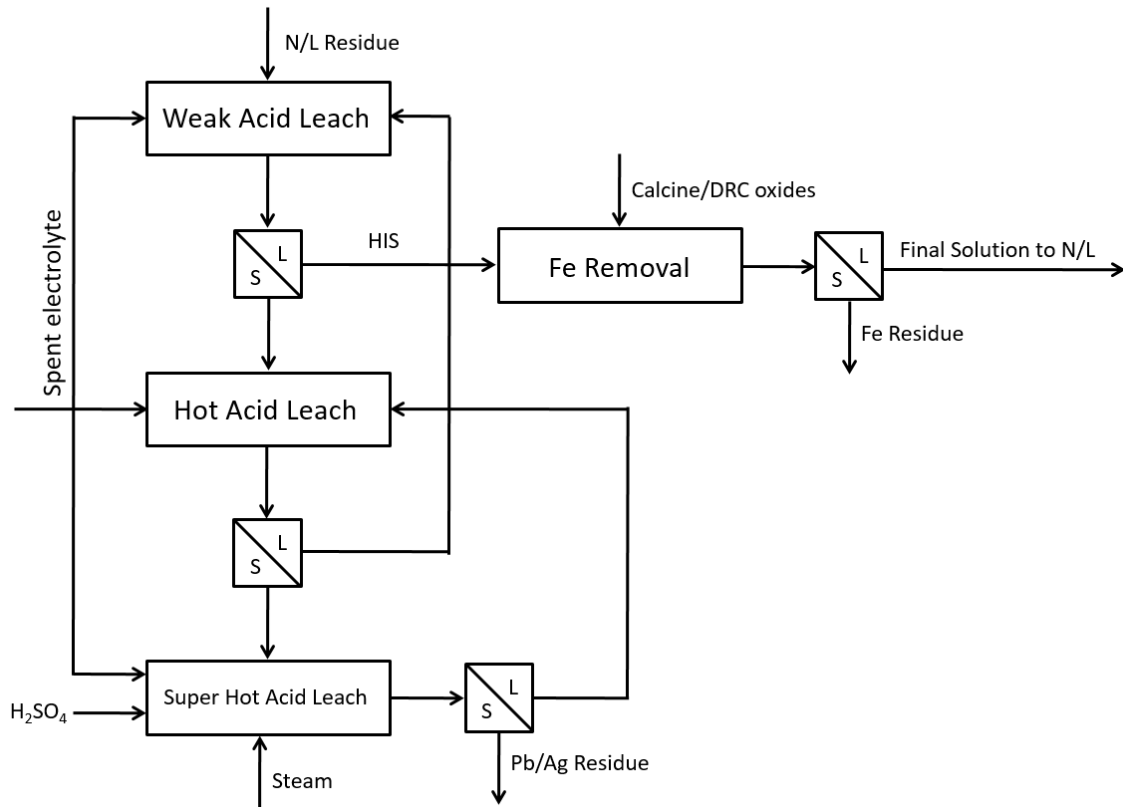 N/L Residue
Weak Acid Leach
Calcine/DRC oxides
Spent electrolyte
HIS
L
S
Fe Removal
L
S
Final Solution to N/L
Fe Residue
Hot Acid Leach
L
S
Super Hot Acid Leach
L
S
H₂SO₄
Pb/Ag Residue
Steam